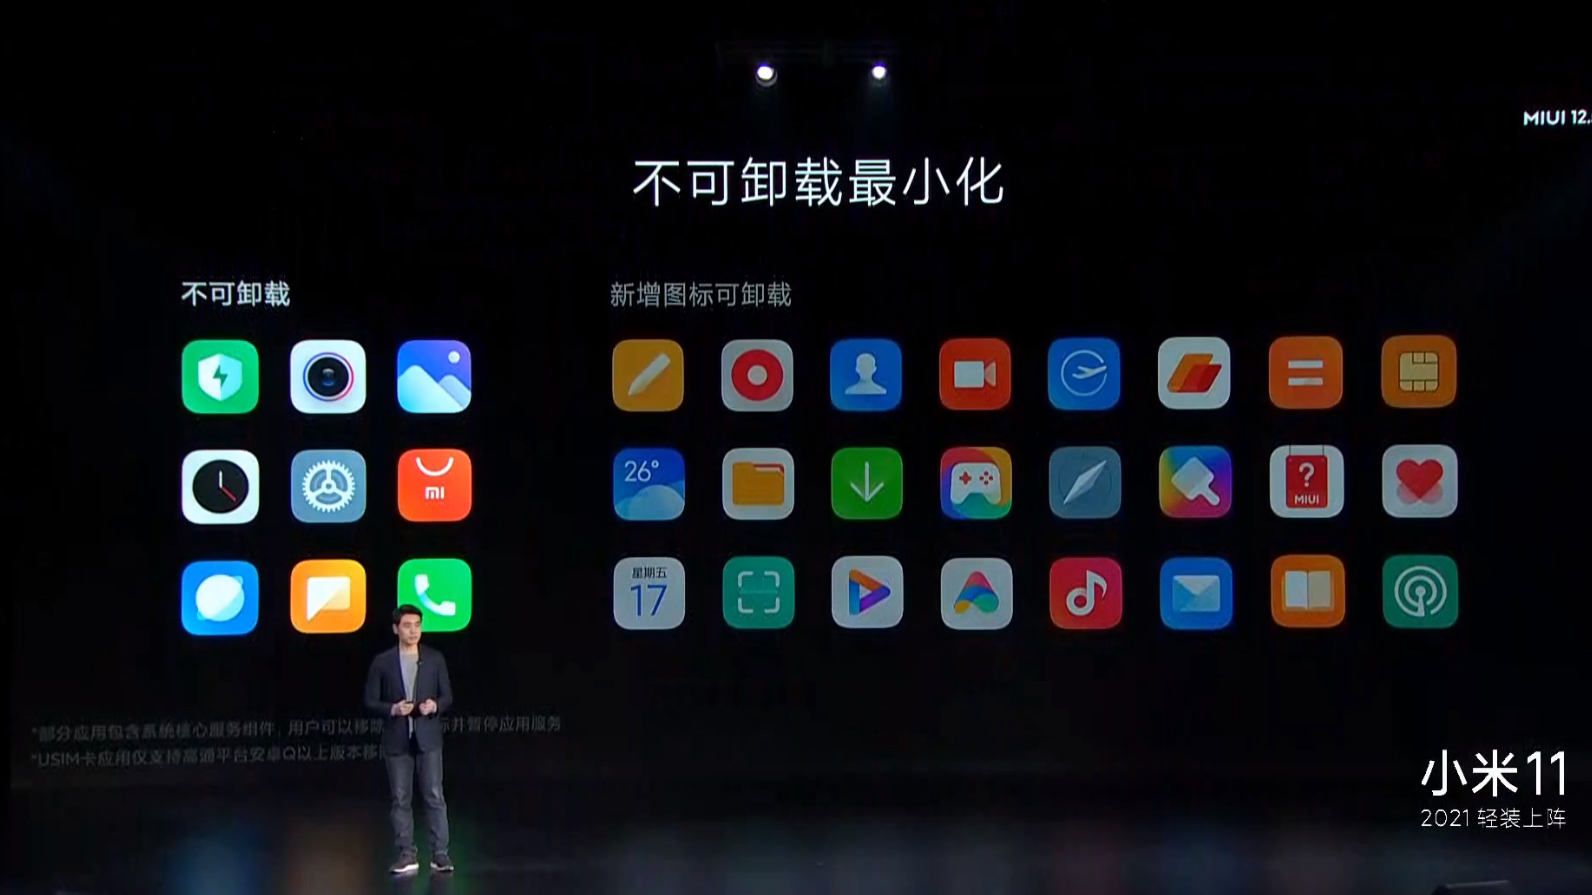 MIUI 12.
不可卸载最小化
不可卸载
新增图标可卸载
26°
mi
?
MIUI
星期五
17
*部分应用包含系统核心服务组件，用户可以移除 标并暂停应用服务
*USIM卡应用仅支持高通平台安卓Q以上版本移
小米11
2021 轻装上阵